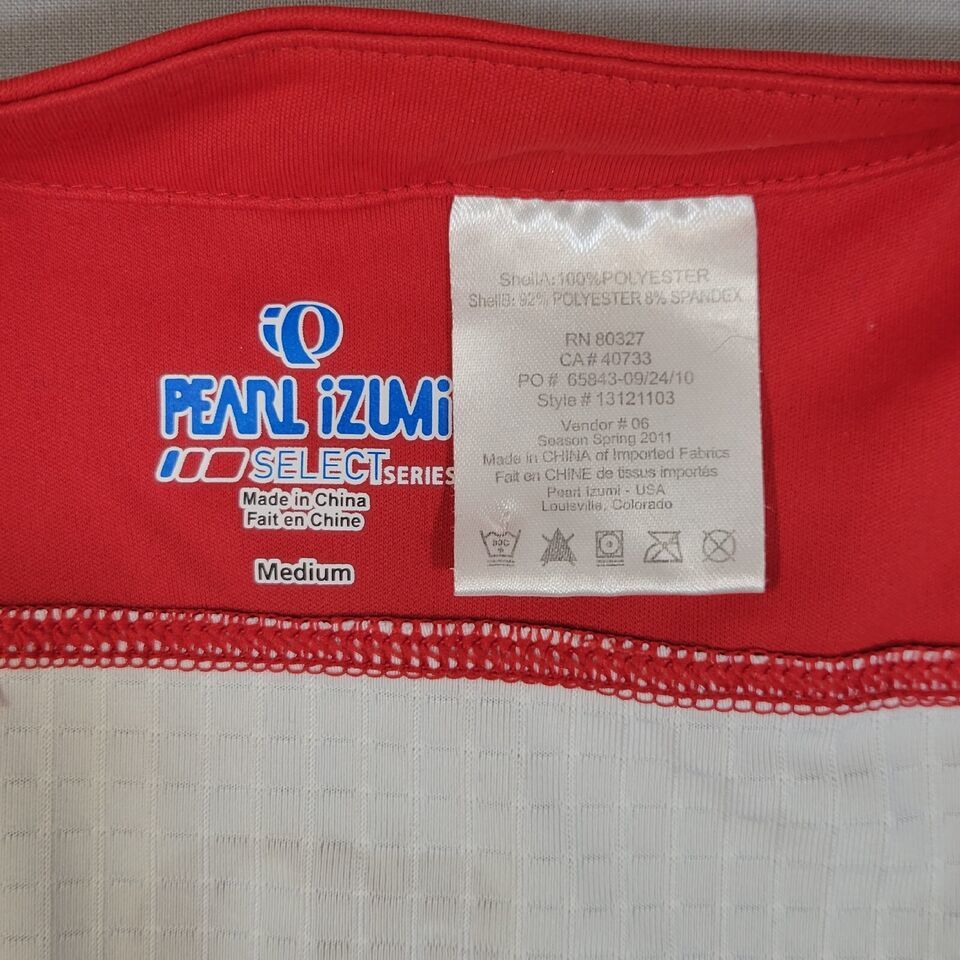 PEARL iZUMi
SELECT SERIES
Made in China
Fait en Chine
Medium
ShellA: 100% POLYESTER
ShellB: 92% POLYESTER 8% SPANDEX
RN 80327
CA# 40733
PO# 65843-09/24/10
Style # 13121103
Vendor # 06
Season Spring 2011
Made in CHINA of Imported Fabrics
Fait en CHINE de tissus importés
Pearl Izumi - USA
Louisville, Colorado